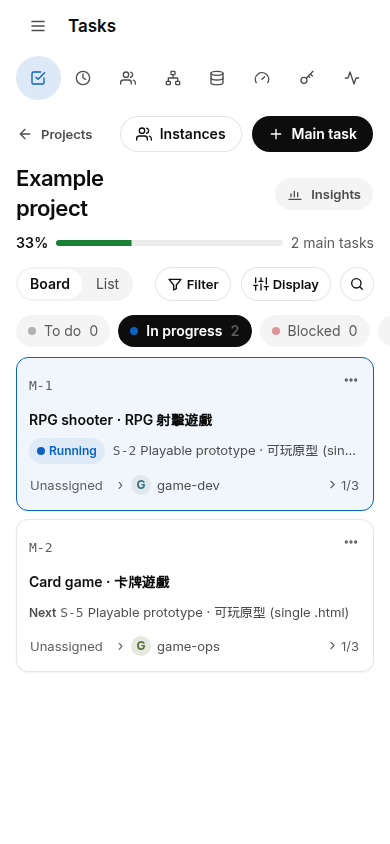 Tasks
Projects
Instances
Main task
Example project
Insights
33%
2 main tasks
Board
List
Filter
Display
To do 0
In progress 2
Blocked 0
M-1
RPG shooter · RPG 射擊遊戲
Running
S-2 Playable prototype · 可玩原型 (sin...
Unassigned
G
game-dev
1/3
M-2
Card game · 卡牌遊戲
Next S-5 Playable prototype · 可玩原型 (single .html)
Unassigned
G
game-ops
1/3